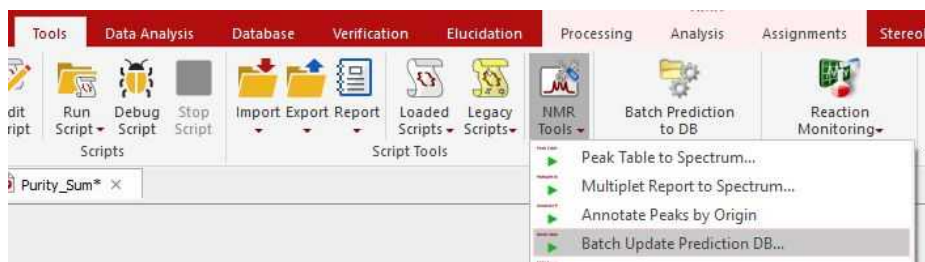 Tools Data Analysis Database Verification Elucidation Processing Analysis Assignments
Run Script Debug Script Stop Script Import Export Report Loaded Scripts Legacy Scripts NMR Tools Batch Prediction to DB Reaction Monitoring
Scripts Script Tools
Purity_Sum*
Peak Table to Spectrum...
Multiplet Report to Spectrum...
Annotate Peaks by Origin
Batch Update Prediction DB...